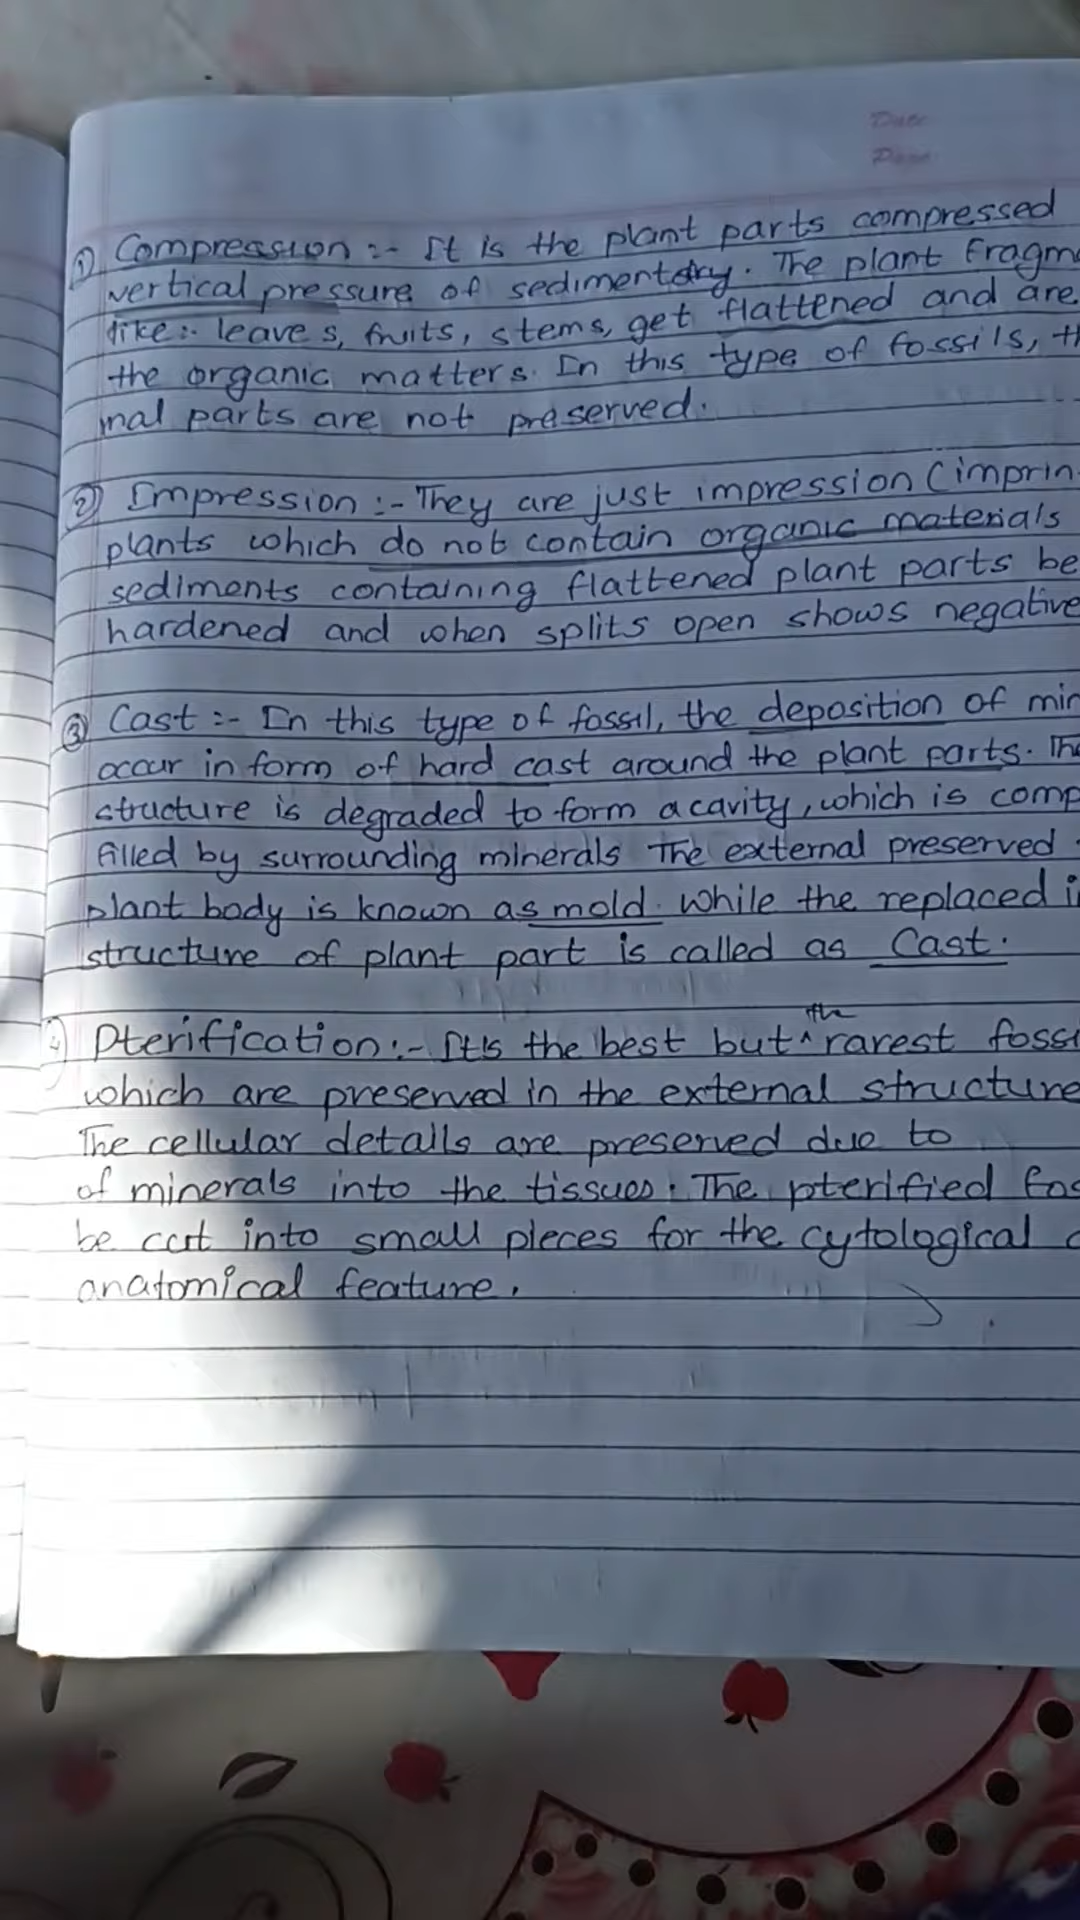 Date
Page
① Compression :- It is the plant parts compressed
vertical pressure of sedimentary. The plant Fragme
like :- leaves, fruits, stems, get flattened and are
the organic matters. In this type of fossils, th
nal parts are not preserved.
② Impression :- They are just impression (imprin
plants which do not contain organic materials
sediments containing flattened plant parts be
hardened and when splits open shows negative
③ Cast :- In this type of fossil, the deposition of min
occur in form of hard cast around the plant parts. The
structure is degraded to form a cavity, which is comp
filled by surrounding minerals The external preserved
plant body is known as mold. While the replaced in
structure of plant part is called as Cast.
④ Pterification :- It's the best but ^the rarest fossi
which are preserved in the external structure
The cellular details are preserved due to
of minerals into the tissues. The pterified fos
be cut into small pieces for the cytological
anatomical feature.